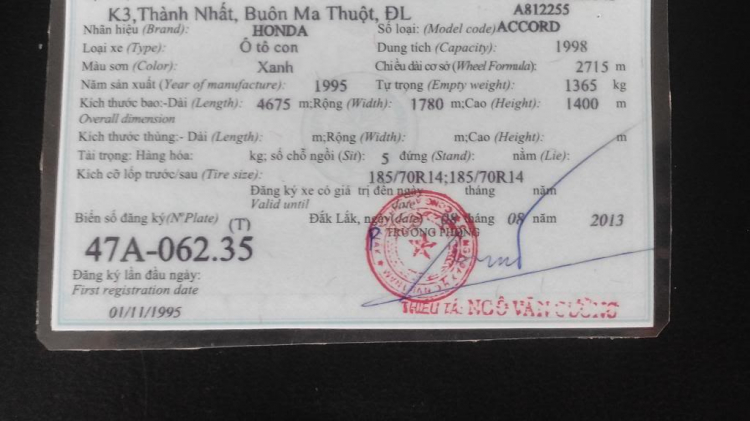 K3,Thành Nhất, Buôn Ma Thuột, ĐL A812255
Nhãn hiệu (Brand): HONDA Số loại: (Model code) ACCORD
Loại xe (Type): Ô tô con Dung tích (Capacity): 1998
Màu sơn (Color): Xanh Chiều dài cơ sở (Wheel Formula): 2715 m
Năm sản xuất (Year of manufacture): 1995 Tự trọng (Empty weight): 1365 kg
Kích thước bao:-Dài (Length): 4675 m;Rộng (Width): 1780 m;Cao (Height): 1400 m
Overall dimension
Kích thước thùng:- Dài (Length): m;Rộng (Width): m;Cao (Height): m
Tải trọng: Hàng hóa: kg; số chỗ ngồi (Sit): 5 đứng (Stand): nằm (Lie):
Kích cỡ lốp trước/sau (Tire size): 185/70R14;185/70R14
Đăng ký xe có giá trị đến ngày tháng năm
Valid until date
Biển số đăng ký (N°Plate) (T) Đắk Lắk, ngày (date) 08 tháng 08 năm 2013
TRƯỞNG PHÒNG
47A-062.35
Đăng ký lần đầu ngày:
First registration date
01/11/1995 THIẾU TÁ: NGÔ VĂN CƯỜNG